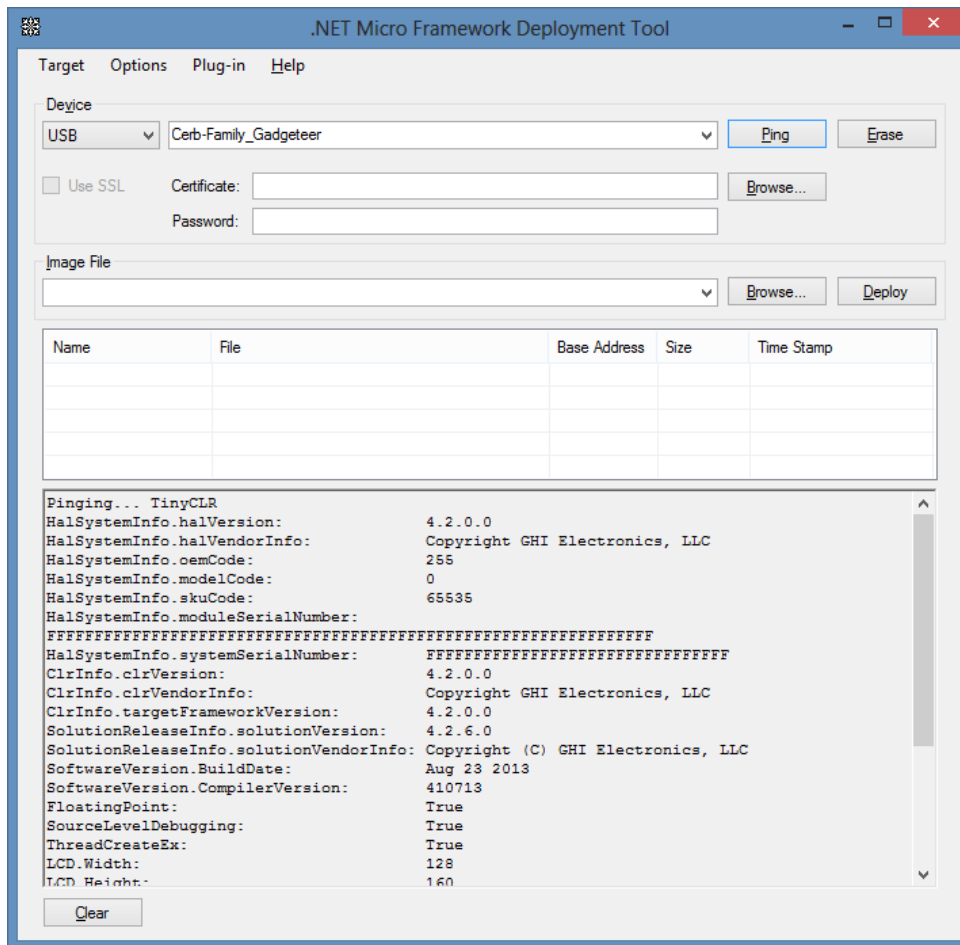 .NET Micro Framework Deployment Tool
Target Options Plug-in Help
Device
USB Cerb-Family_Gadgeteer Ping Erase
Use SSL Certificate: Browse...
Password:
Image File
Browse... Deploy
Name File Base Address Size Time Stamp
Pinging... TinyCLR
HalSystemInfo.halVersion: 4.2.0.0
HalSystemInfo.halVendorInfo: Copyright GHI Electronics, LLC
HalSystemInfo.oemCode: 255
HalSystemInfo.modelCode: 0
HalSystemInfo.skuCode: 65535
HalSystemInfo.moduleSerialNumber:
FFFFFFFFFFFFFFFFFFFFFFFFFFFFFFFFFFFFFFFFFFFFFFFFFFFFFFFFFFFFFFFF
HalSystemInfo.systemSerialNumber: FFFFFFFFFFFFFFFFFFFFFFFFFFFFFFFF
ClrInfo.clrVersion: 4.2.0.0
ClrInfo.clrVendorInfo: Copyright GHI Electronics, LLC
ClrInfo.targetFrameworkVersion: 4.2.0.0
SolutionReleaseInfo.solutionVersion: 4.2.6.0
SolutionReleaseInfo.solutionVendorInfo: Copyright (C) GHI Electronics, LLC
SoftwareVersion.BuildDate: Aug 23 2013
SoftwareVersion.CompilerVersion: 410713
FloatingPoint: True
SourceLevelDebugging: True
ThreadCreateEx: True
LCD.Width: 128
LCD.Height: 160
Clear